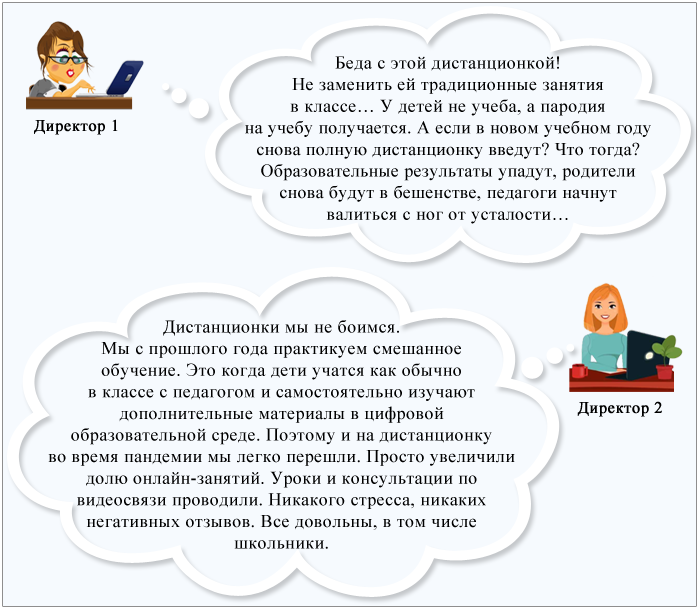 Беда с этой дистанционкой!
Не заменить ей традиционные занятия
в классе... У детей не учеба, а пародия
на учебу получается. А если в новом учебном году
снова полную дистанционку введут? Что тогда?
Образовательные результаты упадут, родители
снова будут в бешенстве, педагоги начнут
валиться с ног от усталости...
Директор 1
Дистанционки мы не боимся.
Мы с прошлого года практикуем смешанное
обучение. Это когда дети учатся как обычно
в классе с педагогом и самостоятельно изучают
дополнительные материалы в цифровой
образовательной среде. Поэтому и на дистанционку
во время пандемии мы легко перешли. Просто увеличили
долю онлайн-занятий. Уроки и консультации по
видеосвязи проводили. Никакого стресса, никаких
негативных отзывов. Все довольны, в том числе
школьники.
Директор 2